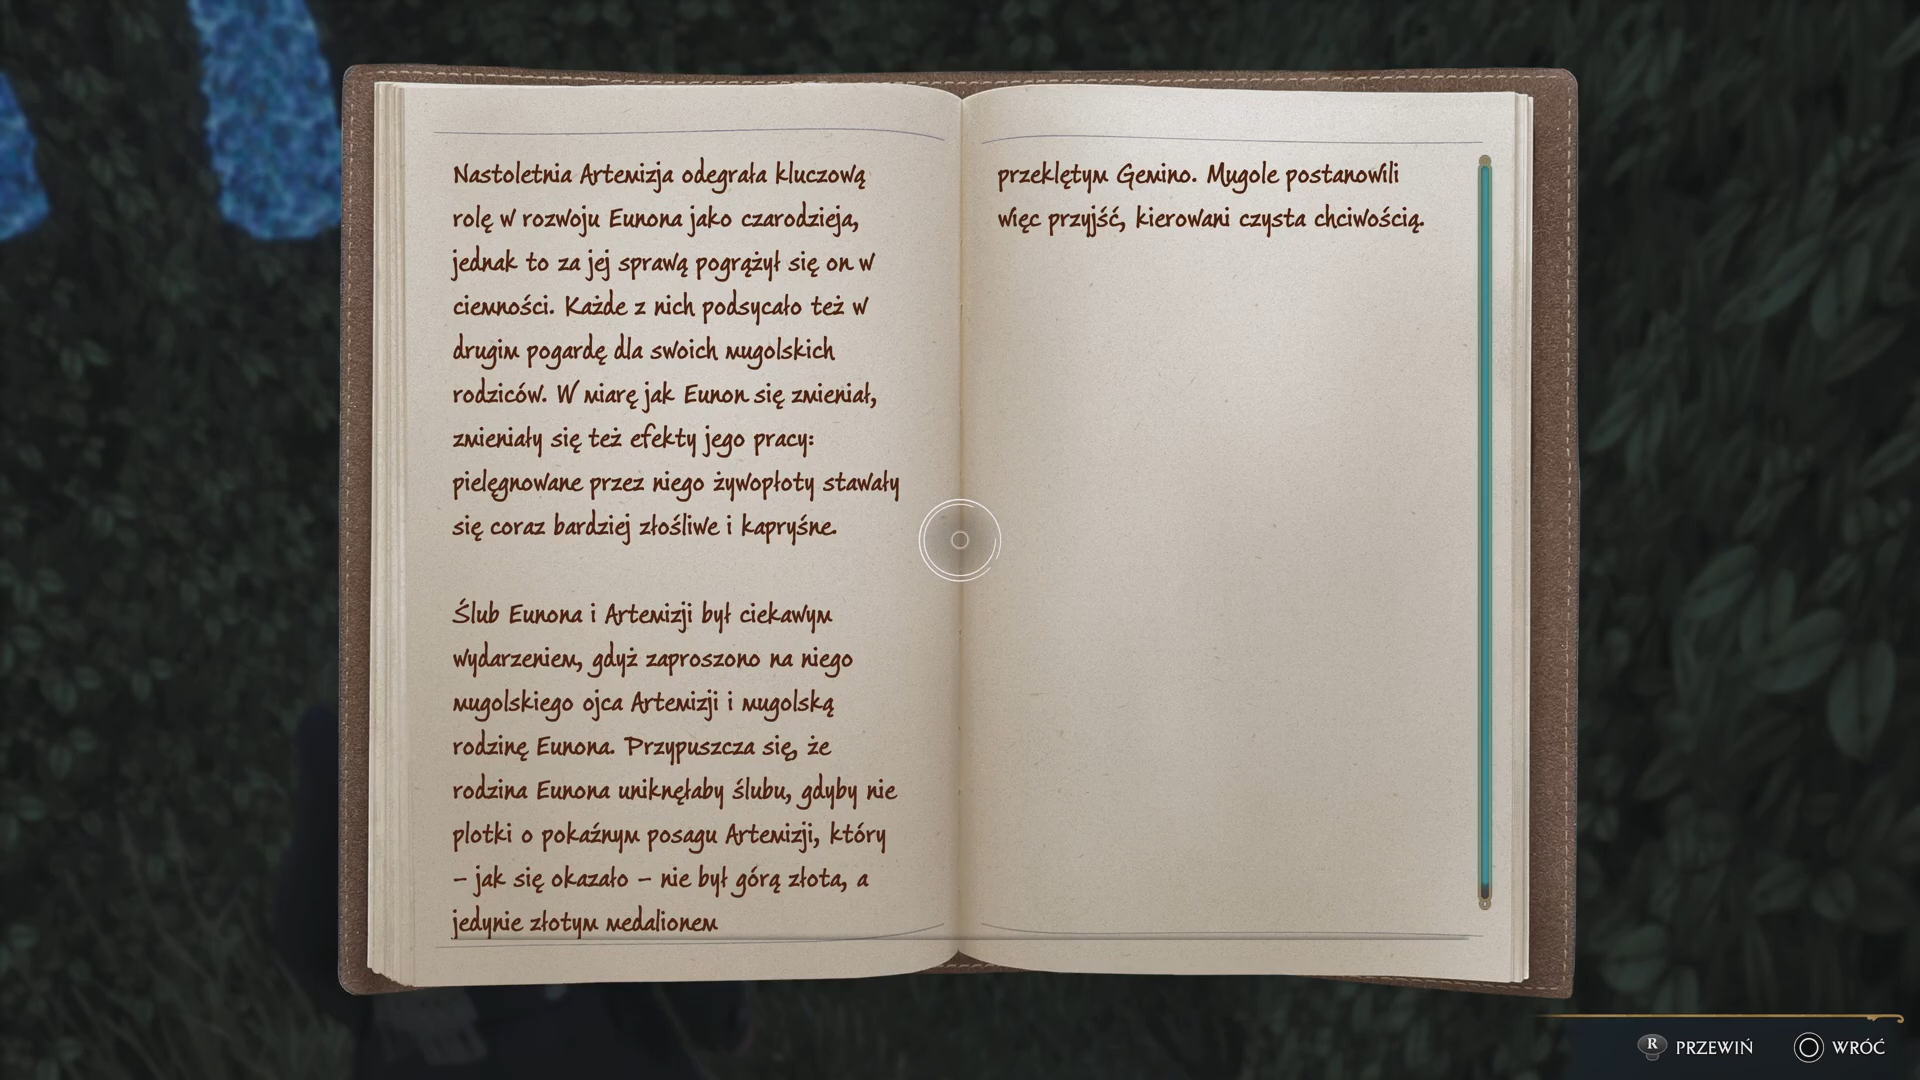 Nastoletnia Artemizja odegrała kluczową
rolę w rozwoju Eunona jako czarodzieja,
jednak to za jej sprawą pogrążył się on w
ciemności. Każde z nich podsycało też w
drugim pogardę dla swoich mugolskich
rodziców. W miarę jak Eunon się zmieniał,
zmieniały się też efekty jego pracy:
pielęgnowane przez niego żywopłoty stawały
się coraz bardziej złośliwe i kapryśne.
Ślub Eunona i Artemizji był ciekawym
wydarzeniem, gdyż zaproszono na niego
mugolskiego ojca Artemizji i mugolską
rodzinę Eunona. Przypuszcza się, że
rodzina Eunona uniknęłaby ślubu, gdyby nie
plotki o pokaźnym posagu Artemizji, który
– jak się okazało – nie był górą złota, a
jedynie złotym medalionem
przeklętym Gemino. Mugole postanowili
więc przyjść, kierowani czysta chciwością.
R PRZEWIŃ
WRÓĆ